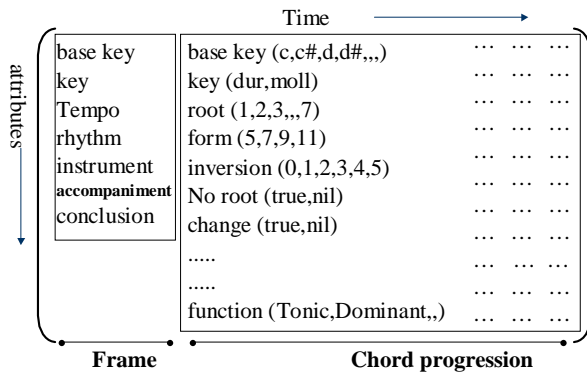 Time
attributes
base key
key
Tempo
rhythm
instrument
accompaniment
conclusion
base key (c,c#,d,d#,,,) … … …
key (dur,moll) … … …
root (1,2,3,,,7) … … …
form (5,7,9,11) … … …
inversion (0,1,2,3,4,5) … … …
No root (true,nil) … … …
change (true,nil) … … …
..... … … …
..... … … …
function (Tonic,Dominant,,) … … …
Frame
Chord progression